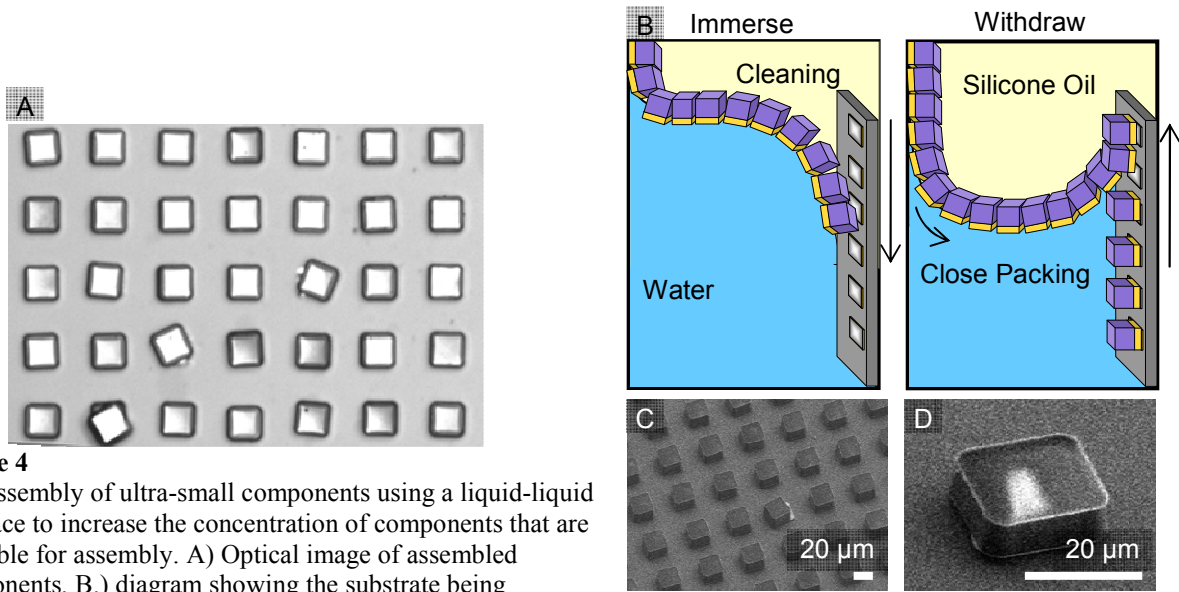 A
B
Immerse
Withdraw
Cleaning
Silicone Oil
Water
Close Packing
C
20 µm
D
20 µm
e 4
ssembly of ultra-small components using a liquid-liquid
ace to increase the concentration of components that are
ble for assembly. A) Optical image of assembled
onents. B.) diagram showing the substrate being